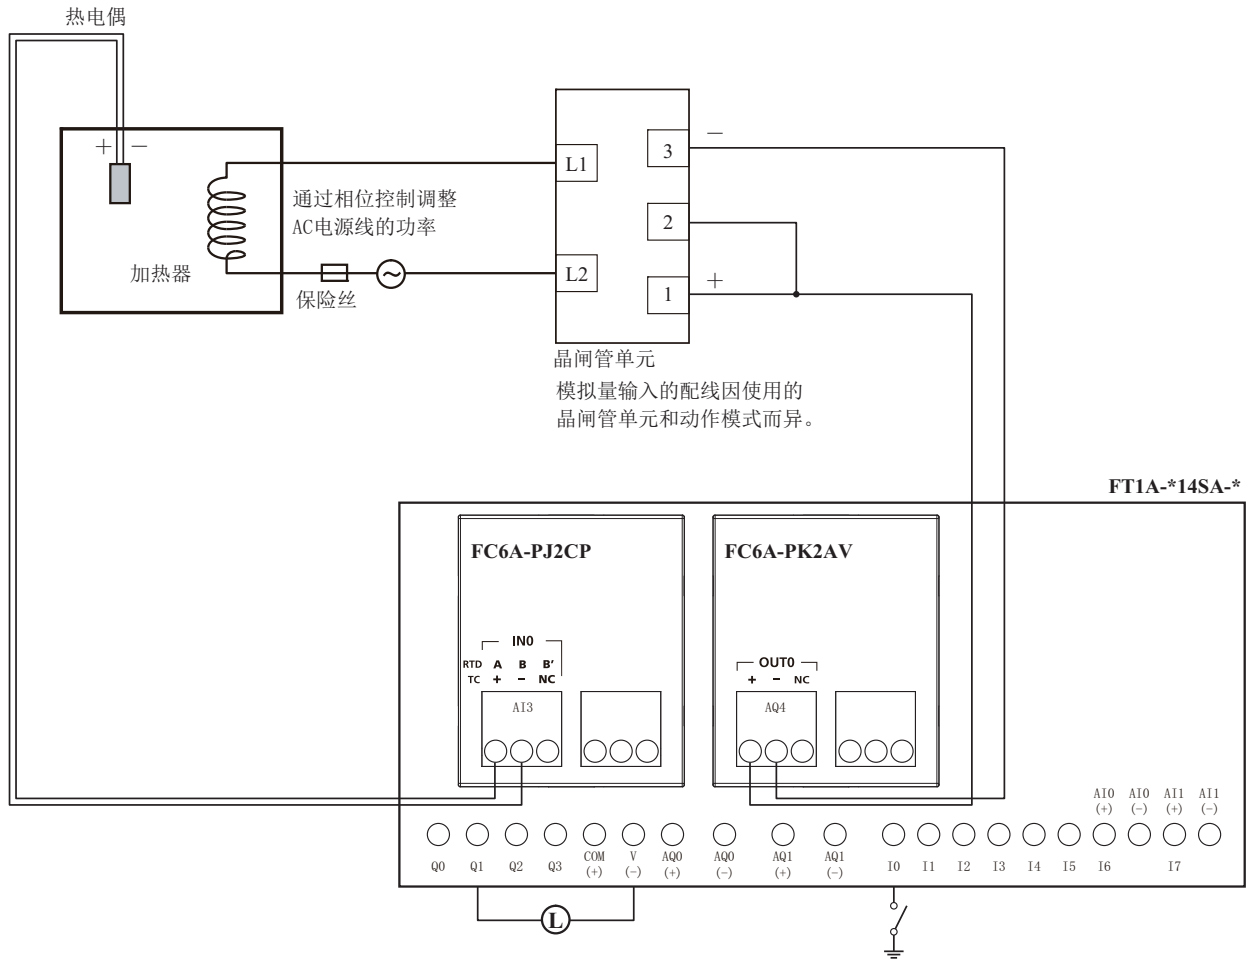 热电偶
+ −
L1
3
−
通过相位控制调整
AC电源线的功率
2
加热器
L2
保险丝
1
+
晶闸管单元
模拟量输入的配线因使用的
晶闸管单元和动作模式而异。
FT1A-*14SA-*
FC6A-PJ2CP
FC6A-PK2AV
IN0
RTD A B B′
TC + − NC
AI3
OUT0
+ − NC
AQ4
AI0 AI0 AI1 AI1
(+) (-) (+) (-)
Q0 Q1 Q2 Q3 COM V AQ0 AQ0 AQ1 AQ1 I0 I1 I2 I3 I4 I5 I6 I7
(+) (-) (+) (-) (+) (-)
L